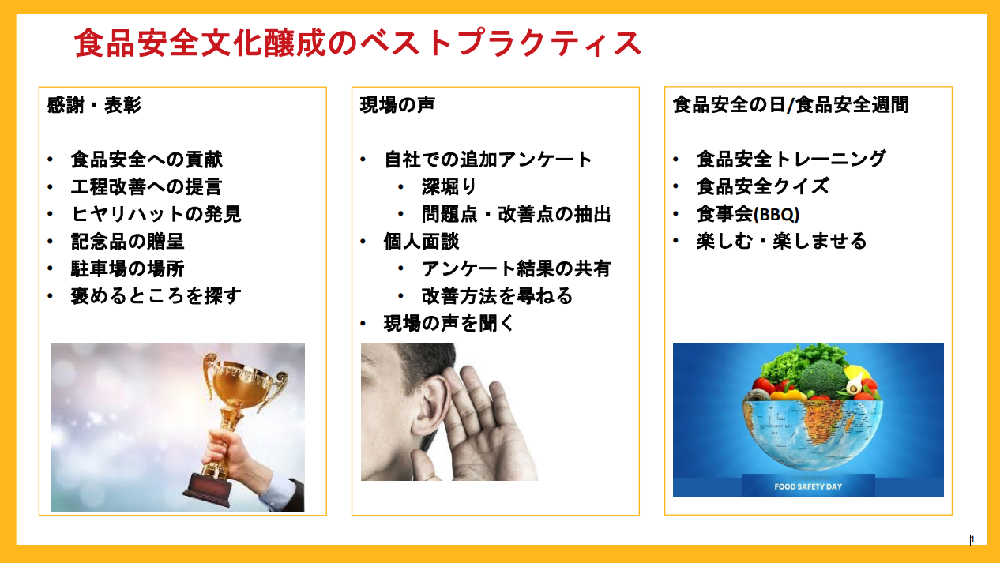 食品安全文化醸成のベストプラクティス
感謝・表彰
• 食品安全への貢献
• 工程改善への提言
• ヒヤリハットの発見
• 記念品の贈呈
• 駐車場の場所
• 褒めるところを探す
現場の声
• 自社での追加アンケート
• 深堀り
• 問題点・改善点の抽出
• 個人面談
• アンケート結果の共有
• 改善方法を尋ねる
• 現場の声を聞く
食品安全の日/食品安全週間
• 食品安全トレーニング
• 食品安全クイズ
• 食事会(BBQ)
• 楽しむ・楽しませる
FOOD SAFETY DAY
1